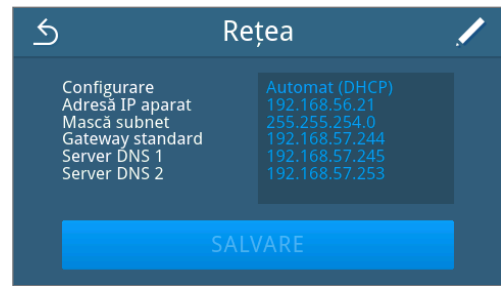 Rețea
Configurare Automat (DHCP)
Adresă IP aparat 192.168.56.21
Mască subnet 255.255.254.0
Gateway standard 192.168.57.244
Server DNS 1 192.168.57.245
Server DNS 2 192.168.57.253
SALVARE